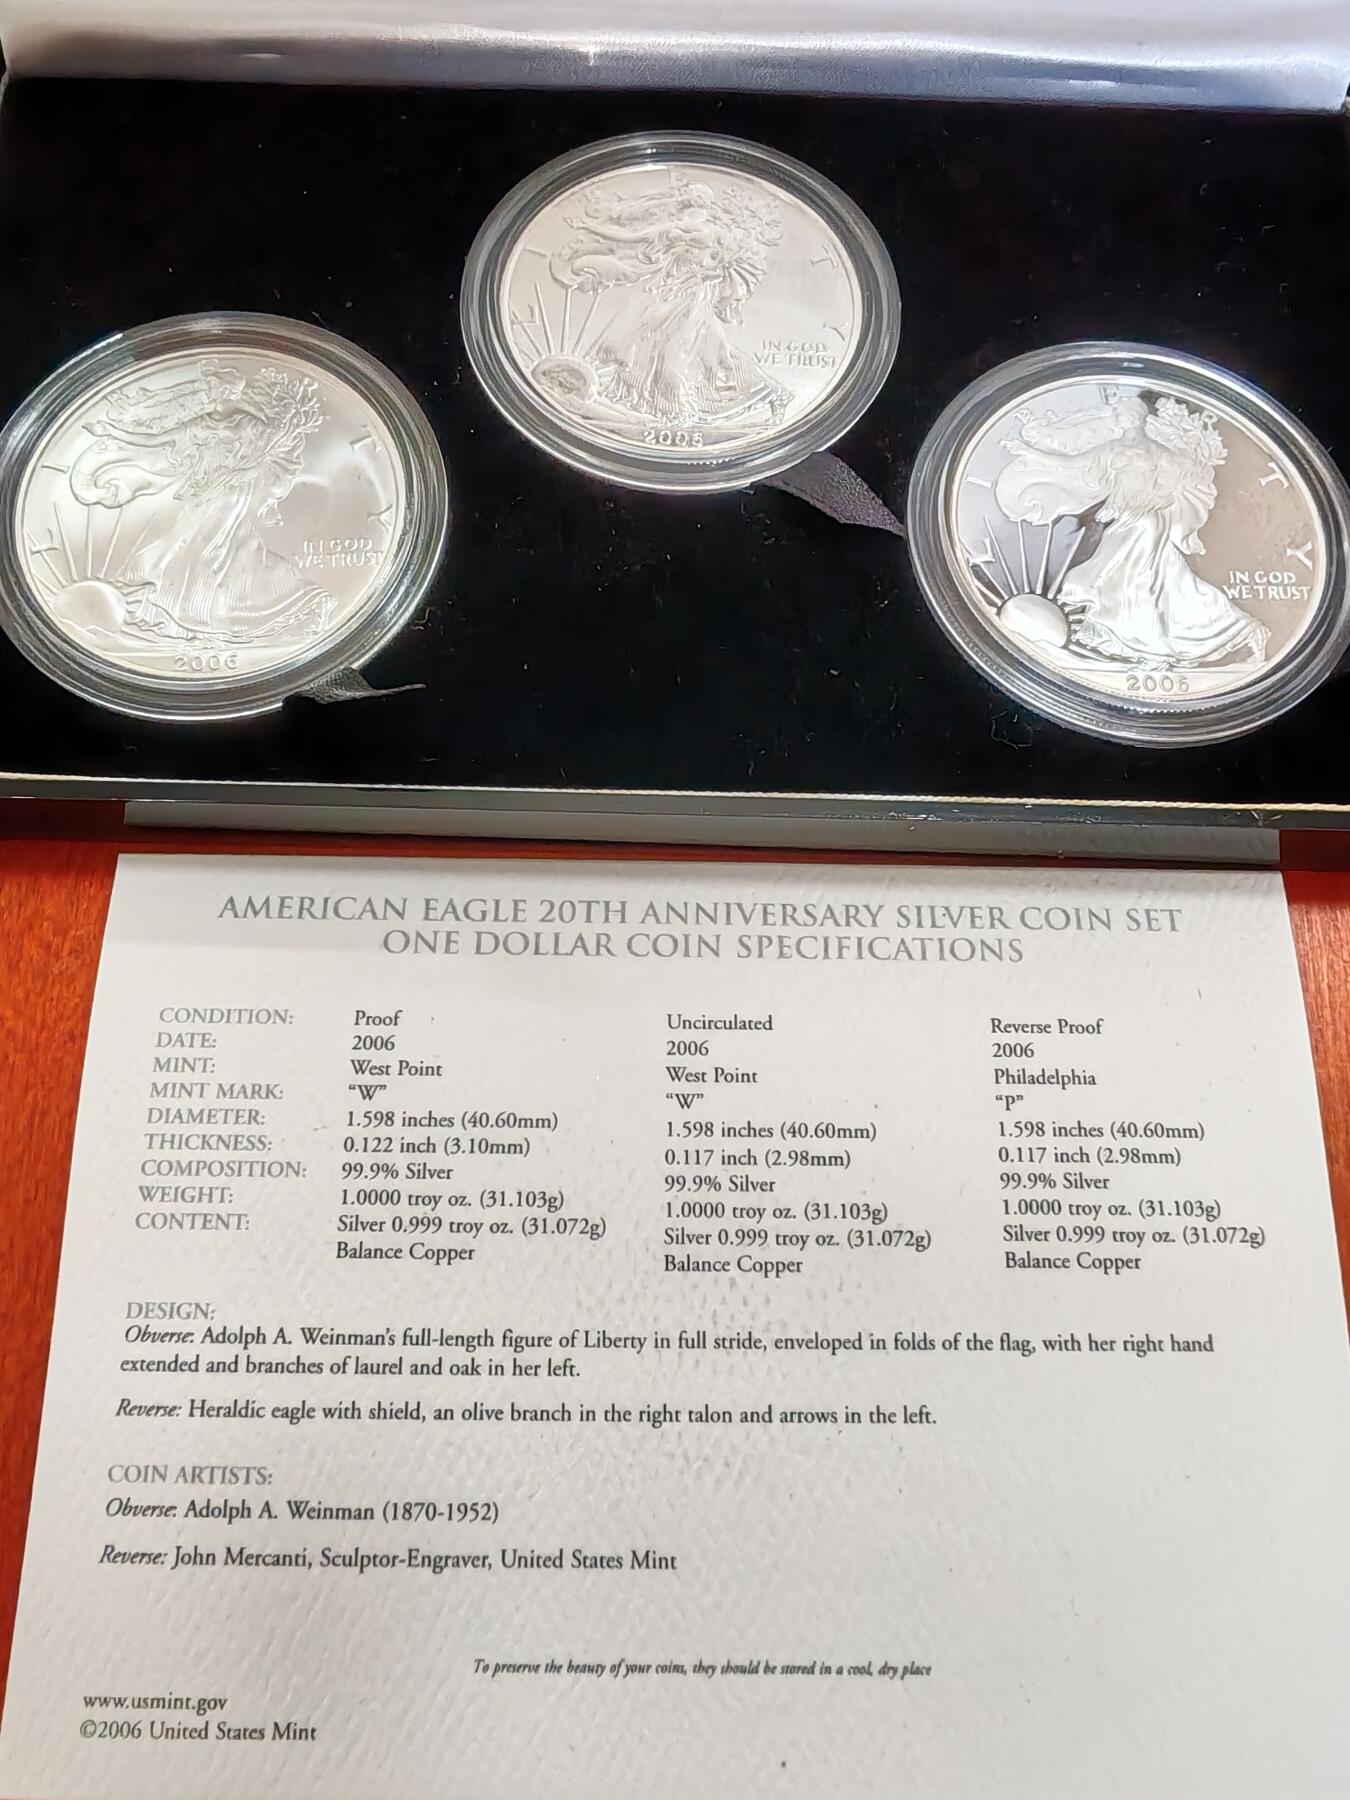 LIBERTY
IN GOD
WE TRUST
2006
LIBERTY
IN GOD
WE TRUST
2006
LIBERTY
IN GOD
WE TRUST
2006
AMERICAN EAGLE 20TH ANNIVERSARY SILVER COIN SET
ONE DOLLAR COIN SPECIFICATIONS
CONDITION: Proof Uncirculated Reverse Proof
DATE: 2006 2006 2006
MINT: West Point West Point Philadelphia
MINT MARK: “W” “W” “P”
DIAMETER: 1.598 inches (40.60mm) 1.598 inches (40.60mm) 1.598 inches (40.60mm)
THICKNESS: 0.122 inch (3.10mm) 0.117 inch (2.98mm) 0.117 inch (2.98mm)
COMPOSITION: 99.9% Silver 99.9% Silver 99.9% Silver
WEIGHT: 1.0000 troy oz. (31.103g) 1.0000 troy oz. (31.103g) 1.0000 troy oz. (31.103g)
CONTENT: Silver 0.999 troy oz. (31.072g) Silver 0.999 troy oz. (31.072g) Silver 0.999 troy oz. (31.072g)
Balance Copper Balance Copper Balance Copper
DESIGN:
Obverse: Adolph A. Weinman’s full-length figure of Liberty in full stride, enveloped in folds of the flag, with her right hand
extended and branches of laurel and oak in her left.
Reverse: Heraldic eagle with shield, an olive branch in the right talon and arrows in the left.
COIN ARTISTS:
Obverse: Adolph A. Weinman (1870-1952)
Reverse: John Mercanti, Sculptor-Engraver, United States Mint
To preserve the beauty of your coins, they should be stored in a cool, dry place
www.usmint.gov
©2006 United States Mint